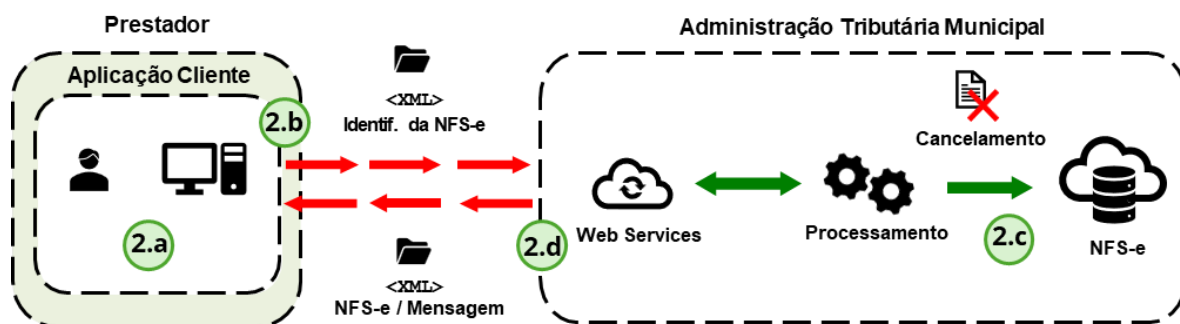 Prestador
Administração Tributária Municipal
Aplicação Cliente
2.b
<XML>
Identif. da NFS-e
Cancelamento
2.a
2.d
Web Services
Processamento
2.c
NFS-e
<XML>
NFS-e / Mensagem